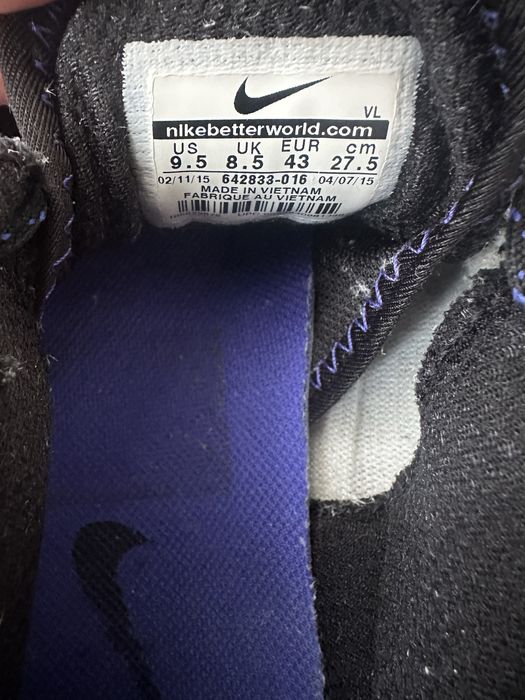 VL
nikebetterworld.com
US UK EUR cm
9.5 8.5 43 27.5
02/11/15 642833-016 04/07/15
MADE IN VIETNAM
FABRIQUE AU VIETNAM